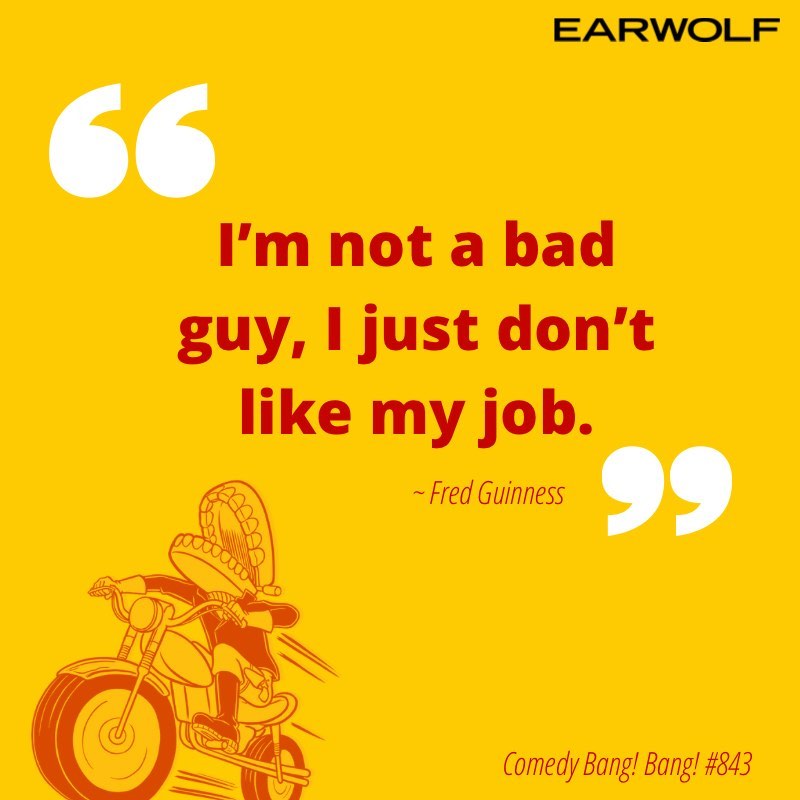 EARWOLF
“
I’m not a bad
guy, I just don’t
like my job.
”
~ Fred Guinness
Comedy Bang! Bang! #843